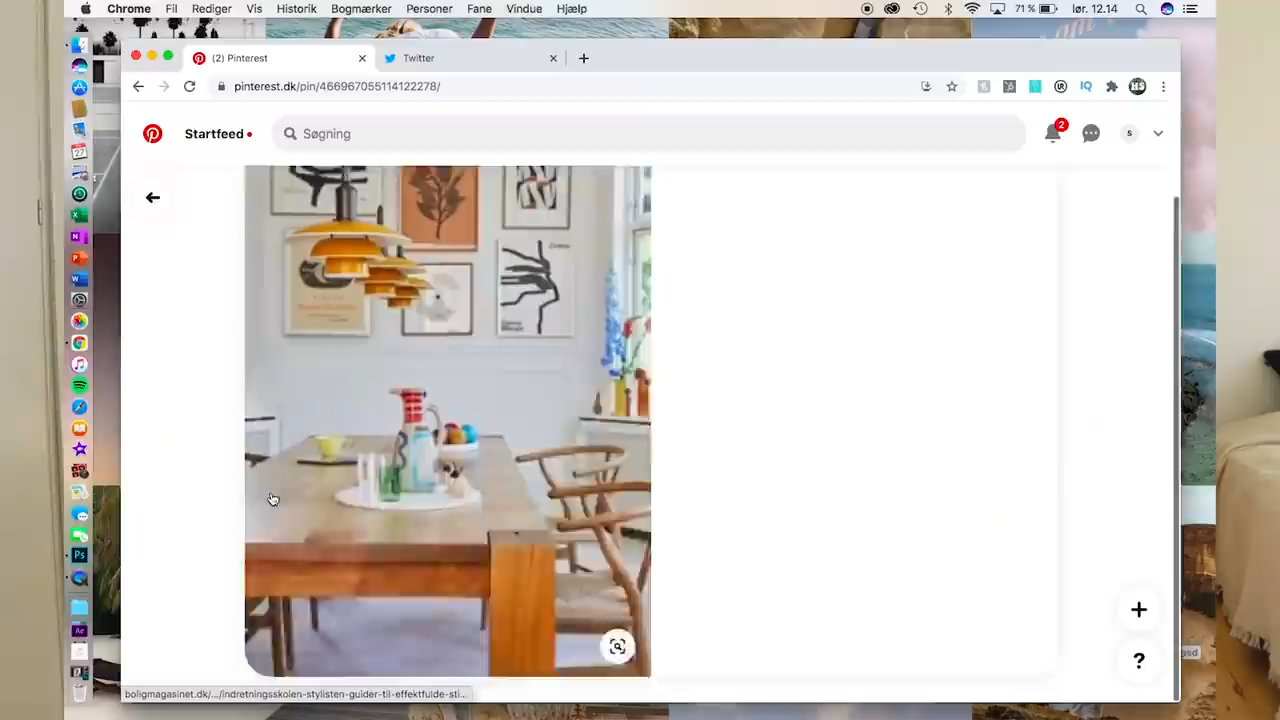 Chrome Fil Rediger Vis Historik Bogmærker Personer Fane Vindue Hjælp 71 % lør. 12.14
(2) Pinterest Twitter
pinterest.dk/pin/466967055114122278/
Startfeed Søgning 2 s
boligmagasinet.dk/.../indretningsskolen-stylisten-guider-til-effektfulde-sti...